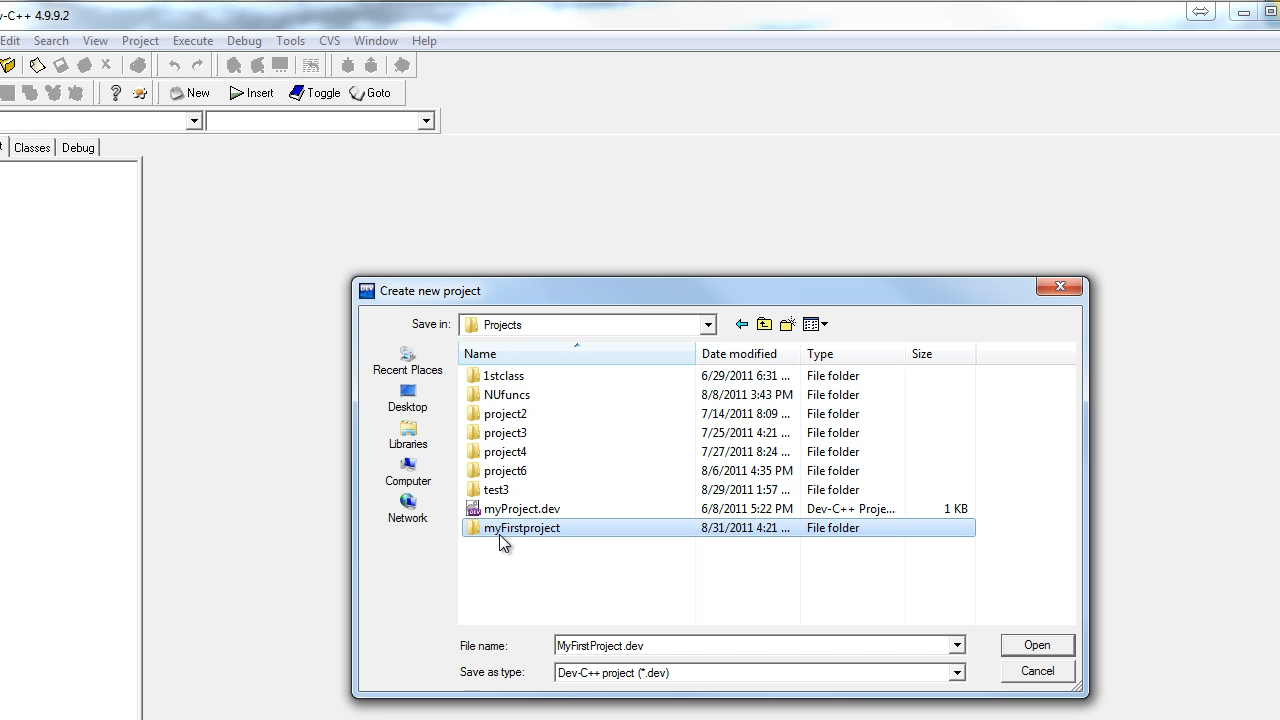 v-C++ 4.9.9.2
Edit Search View Project Execute Debug Tools CVS Window Help
New Insert Toggle Goto
t Classes Debug
Create new project
Save in: Projects
Name Date modified Type Size
1stclass 6/29/2011 6:31 ... File folder
NUfuncs 8/8/2011 3:43 PM File folder
project2 7/14/2011 8:09 ... File folder
project3 7/25/2011 4:21 ... File folder
project4 7/27/2011 8:24 ... File folder
project6 8/6/2011 4:35 PM File folder
test3 8/29/2011 1:57 ... File folder
myProject.dev 6/8/2011 5:22 PM Dev-C++ Proje... 1 KB
myFirstproject 8/31/2011 4:21 ... File folder
Recent Places
Desktop
Libraries
Computer
Network
File name: MyFirstProject.dev Open
Save as type: Dev-C++ project (*.dev) Cancel